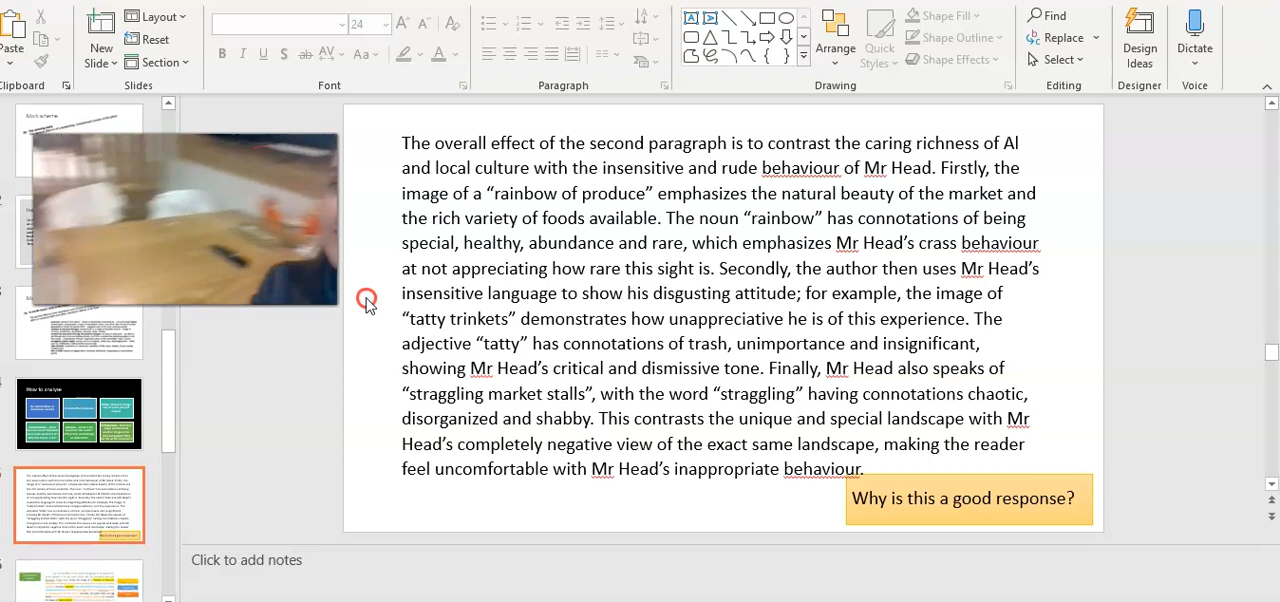 Paste
Clipboard
New
Slide
Layout
Reset
Section
Slides
24
B I U S ab AV Aa A
Font
Paragraph
Arrange
Quick
Styles
Shape Fill
Shape Outline
Shape Effects
Drawing
Find
Replace
Select
Editing
Design
Ideas
Designer
Dictate
Voice
Mark scheme
How to analyse
The overall effect of the second paragraph is to contrast the caring richness of Al
and local culture with the insensitive and rude behaviour of Mr Head. Firstly, the
image of a “rainbow of produce” emphasizes the natural beauty of the market and
the rich variety of foods available. The noun “rainbow” has connotations of being
special, healthy, abundance and rare, which emphasizes Mr Head’s crass behaviour
at not appreciating how rare this sight is. Secondly, the author then uses Mr Head’s
insensitive language to show his disgusting attitude; for example, the image of
“tatty trinkets” demonstrates how unappreciative his is of this experience. The
adjective “tatty” has connotations of trash, unimportance and insignificant,
showing Mr Head’s critical and dismissive tone. Finally, Mr Head also speaks of
“straggling market stalls”, with the word “straggling” having connotations chaotic,
disorganized and shabby. This contrasts the unique and special landscape with Mr
Head’s completely negative view of the exact same landscape, making the reader
feel uncomfortable with Mr Head’s inappropriate behaviour.
Why is this a good response?
Click to add notes